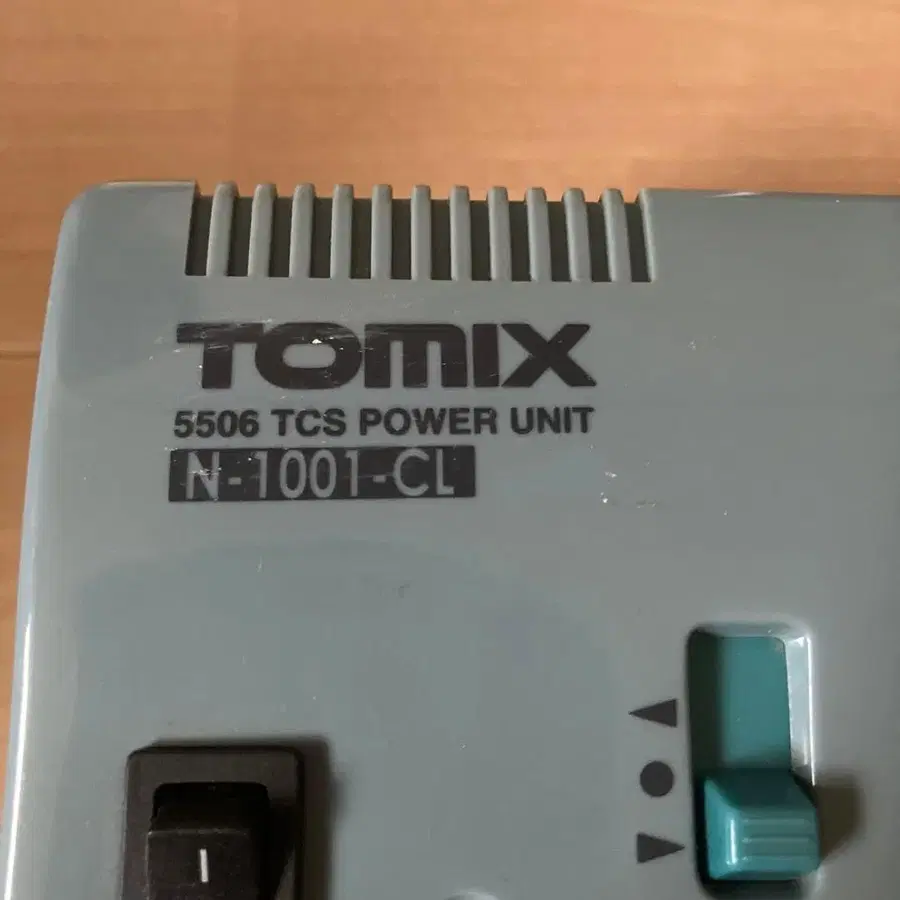 TOMIX
5506 TCS POWER UNIT
N-1001-CL